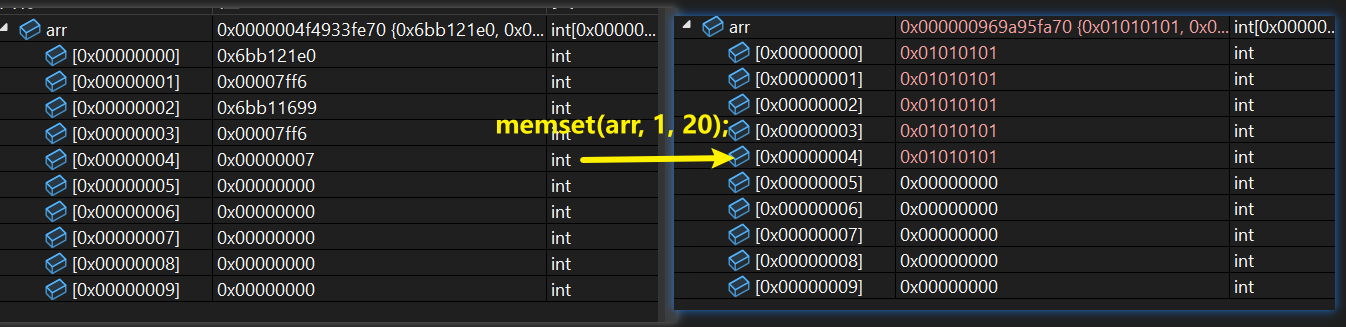 arr 0x0000004f4933fe70 {0x6bb121e0, 0x0... int[0x00000...
[0x00000000] 0x6bb121e0 int
[0x00000001] 0x00007ff6 int
[0x00000002] 0x6bb11699 int
[0x00000003] 0x00007ff6 int
[0x00000004] 0x00000007 int
[0x00000005] 0x00000000 int
[0x00000006] 0x00000000 int
[0x00000007] 0x00000000 int
[0x00000008] 0x00000000 int
[0x00000009] 0x00000000 int
memset(arr, 1, 20);
arr 0x000000969a95fa70 {0x01010101, 0x0... int[0x00000...
[0x00000000] 0x01010101 int
[0x00000001] 0x01010101 int
[0x00000002] 0x01010101 int
[0x00000003] 0x01010101 int
[0x00000004] 0x01010101 int
[0x00000005] 0x00000000 int
[0x00000006] 0x00000000 int
[0x00000007] 0x00000000 int
[0x00000008] 0x00000000 int
[0x00000009] 0x00000000 int